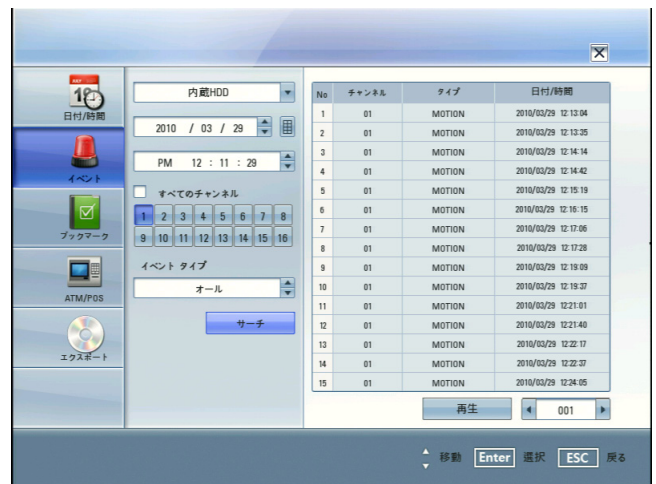 JULY
18
日付/時間
イベント
ブックマーク
ATM/POS
エクスポート
内蔵HDD
2010 / 03 / 29
PM 12 : 11 : 29
すべてのチャンネル
1 2 3 4 5 6 7 8
9 10 11 12 13 14 15 16
イベント タイプ
オール
サーチ
No チャンネル タイプ 日付/時間
1 01 MOTION 2010/03/29 12:13:04
2 01 MOTION 2010/03/29 12:13:35
3 01 MOTION 2010/03/29 12:14:14
4 01 MOTION 2010/03/29 12:14:42
5 01 MOTION 2010/03/29 12:15:19
6 01 MOTION 2010/03/29 12:16:15
7 01 MOTION 2010/03/29 12:17:06
8 01 MOTION 2010/03/29 12:17:28
9 01 MOTION 2010/03/29 12:19:09
10 01 MOTION 2010/03/29 12:19:37
11 01 MOTION 2010/03/29 12:21:01
12 01 MOTION 2010/03/29 12:21:40
13 01 MOTION 2010/03/29 12:22:17
14 01 MOTION 2010/03/29 12:22:37
15 01 MOTION 2010/03/29 12:24:05
再生 001
移動 Enter 選択 ESC 戻る